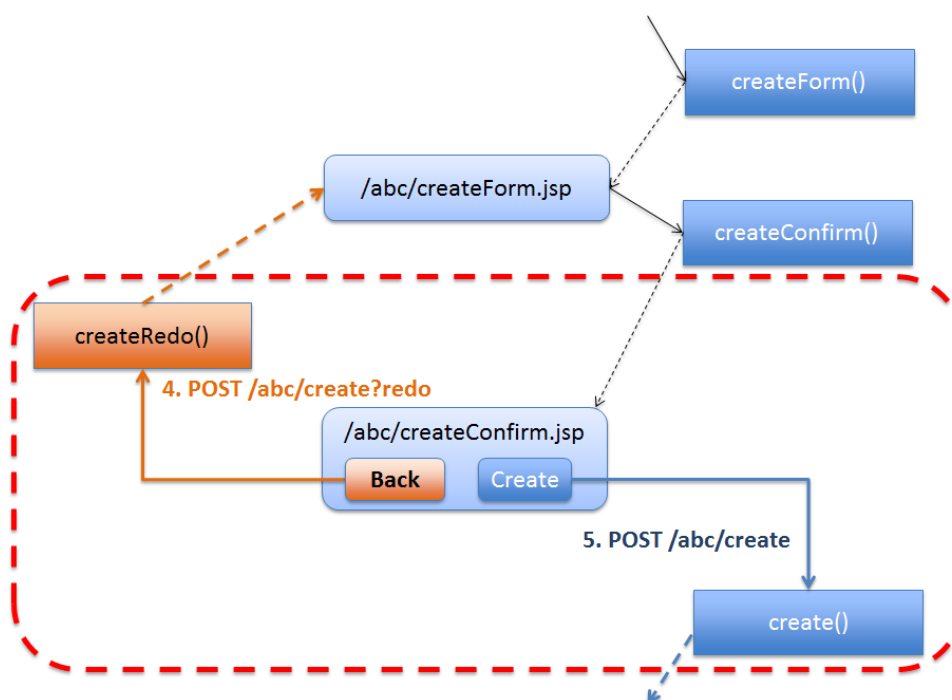 createForm()
/abc/createForm.jsp
createConfirm()
createRedo()
4. POST /abc/create?redo
/abc/createConfirm.jsp
Back
Create
5. POST /abc/create
create()